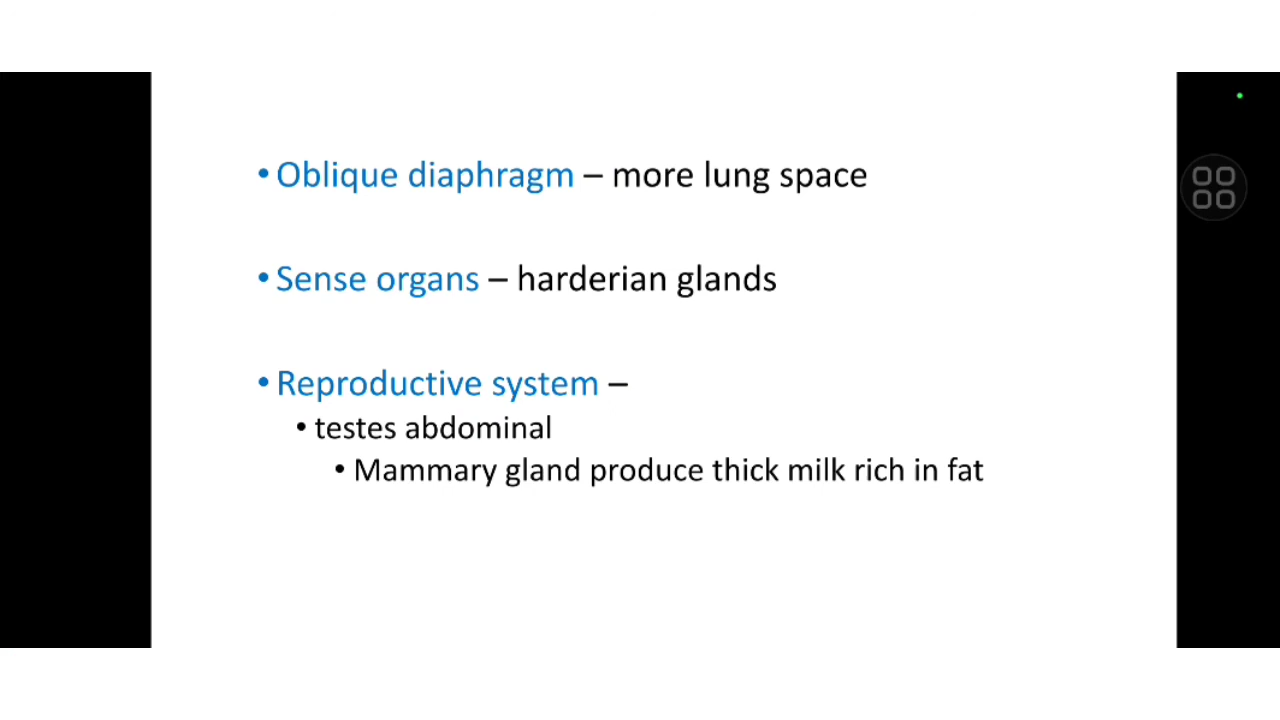 • Oblique diaphragm – more lung space
• Sense organs – harderian glands
• Reproductive system –
• testes abdominal
• Mammary gland produce thick milk rich in fat